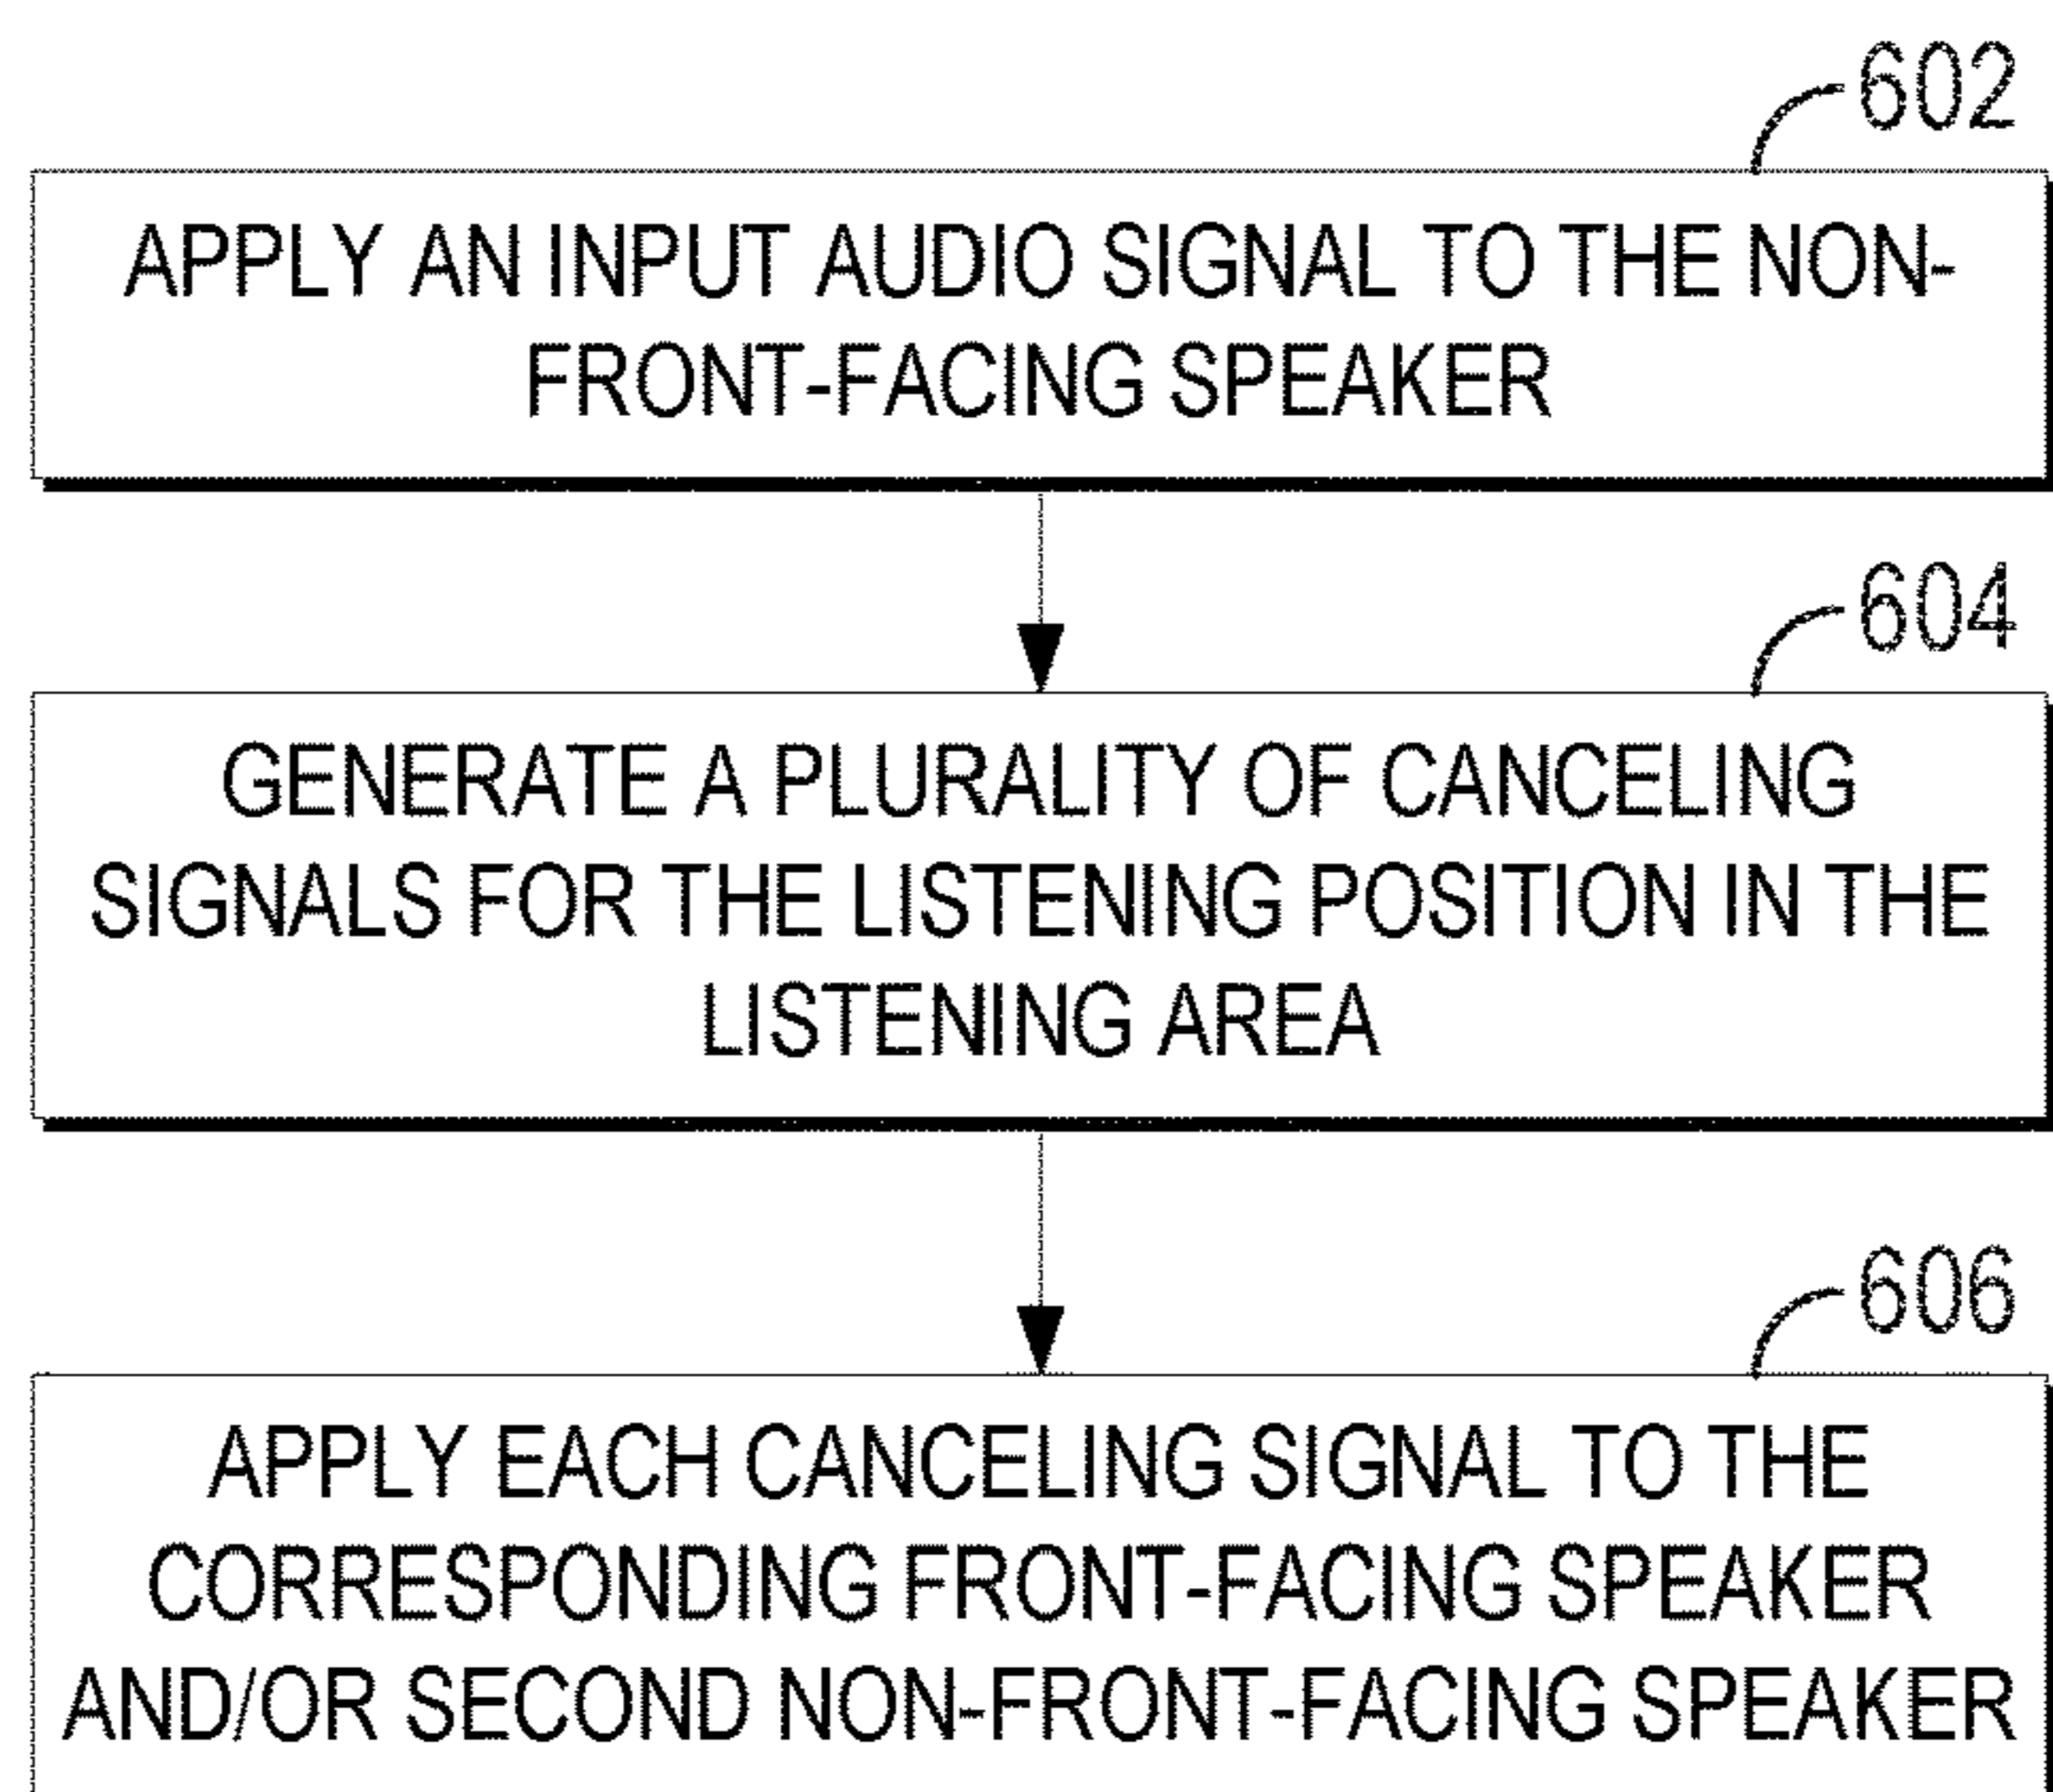 602
APPLY AN INPUT AUDIO SIGNAL TO THE NON-
FRONT-FACING SPEAKER
604
GENERATE A PLURALITY OF CANCELING
SIGNALS FOR THE LISTENING POSITION IN THE
LISTENING AREA
606
APPLY EACH CANCELING SIGNAL TO THE
CORRESPONDING FRONT-FACING SPEAKER
AND/OR SECOND NON-FRONT-FACING SPEAKER